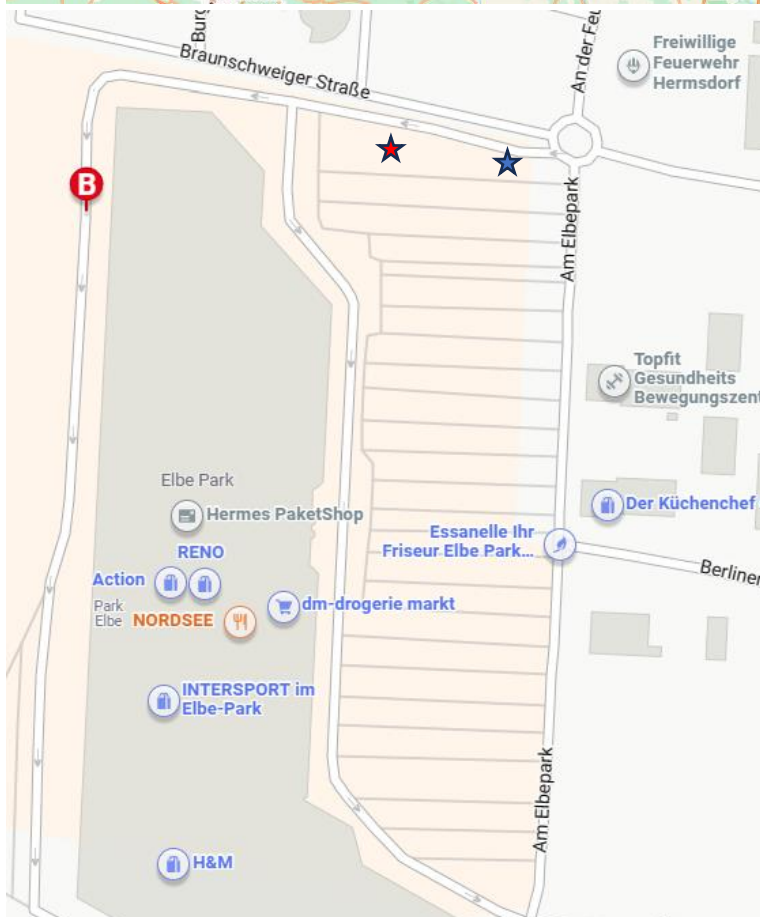 Burg
Braunschweiger Straße
An der Feu
Freiwillige
Feuerwehr
Hermsdorf
B
Am Elbepark
Topfit
Gesundheits
Bewegungszent
Elbe Park
Hermes PaketShop
Der Küchenchef
Essanelle Ihr
Friseur Elbe Park...
RENO
Action
Berliner
dm-drogerie markt
Park
Elbe
NORDSEE
INTERSPORT im
Elbe-Park
Am Elbepark
H&M